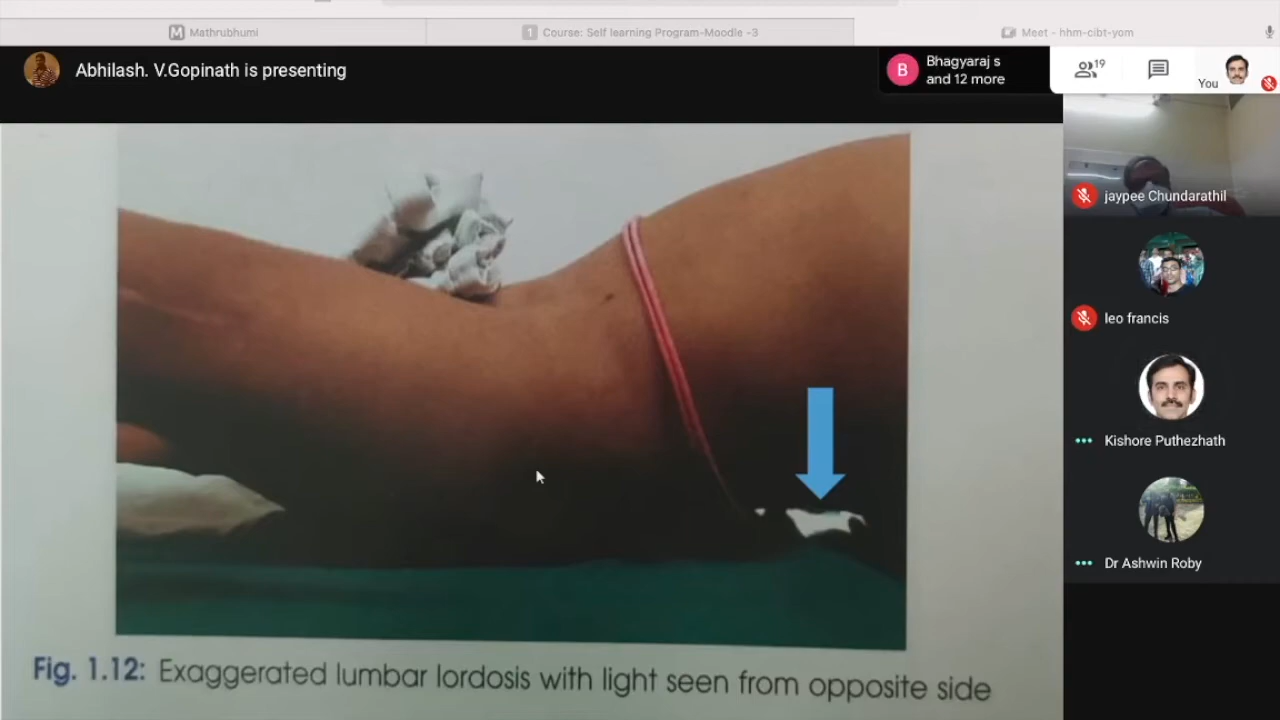 Mathrubhumi
1 Course: Self learning Program-Moodle -3
Meet - hhm-cibt-yom
Abhilash. V.Gopinath is presenting
B
Bhagyaraj s
and 12 more
19
You
jaypee Chundarathil
leo francis
Kishore Puthezhath
Dr Ashwin Roby
Fig. 1.12: Exaggerated lumbar lordosis with light seen from opposite side